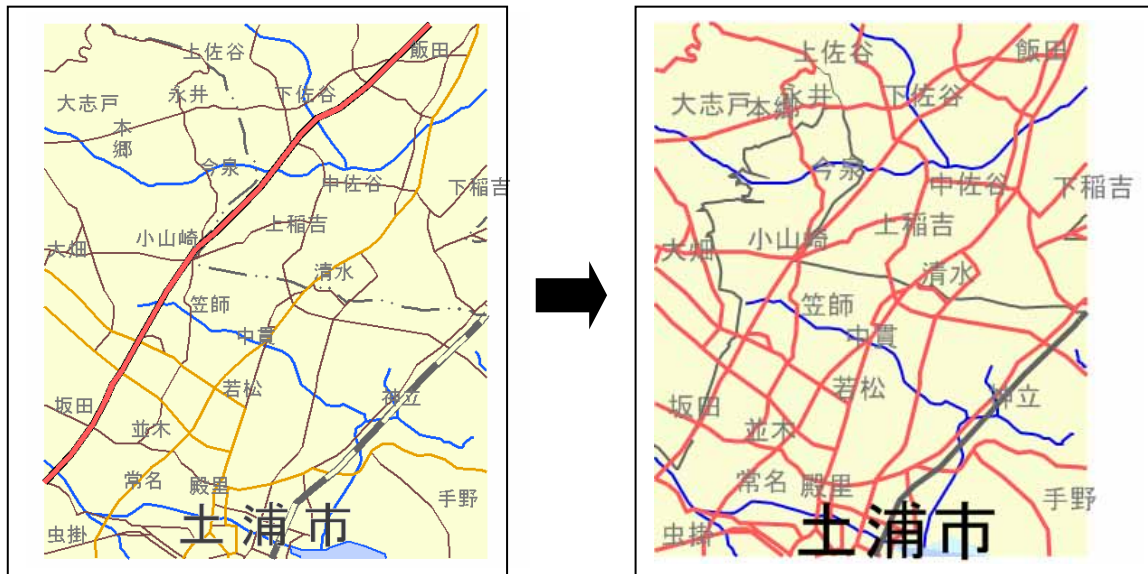 上佐谷
飯田
大志戸
永井
下佐谷
本郷
今泉
中佐谷
下稲吉
上稲吉
小山崎
大畑
清水
笠師
中貫
若松
神立
坂田
並木
常名
殿里
手野
土浦市
虫掛
上佐谷
飯田
大志戸
本郷
永井
下佐谷
今泉
中佐谷
下稲吉
上稲吉
小山崎
大畑
清水
笠師
中貫
若松
神立
坂田
並木
常名
殿里
手野
土浦市
虫掛